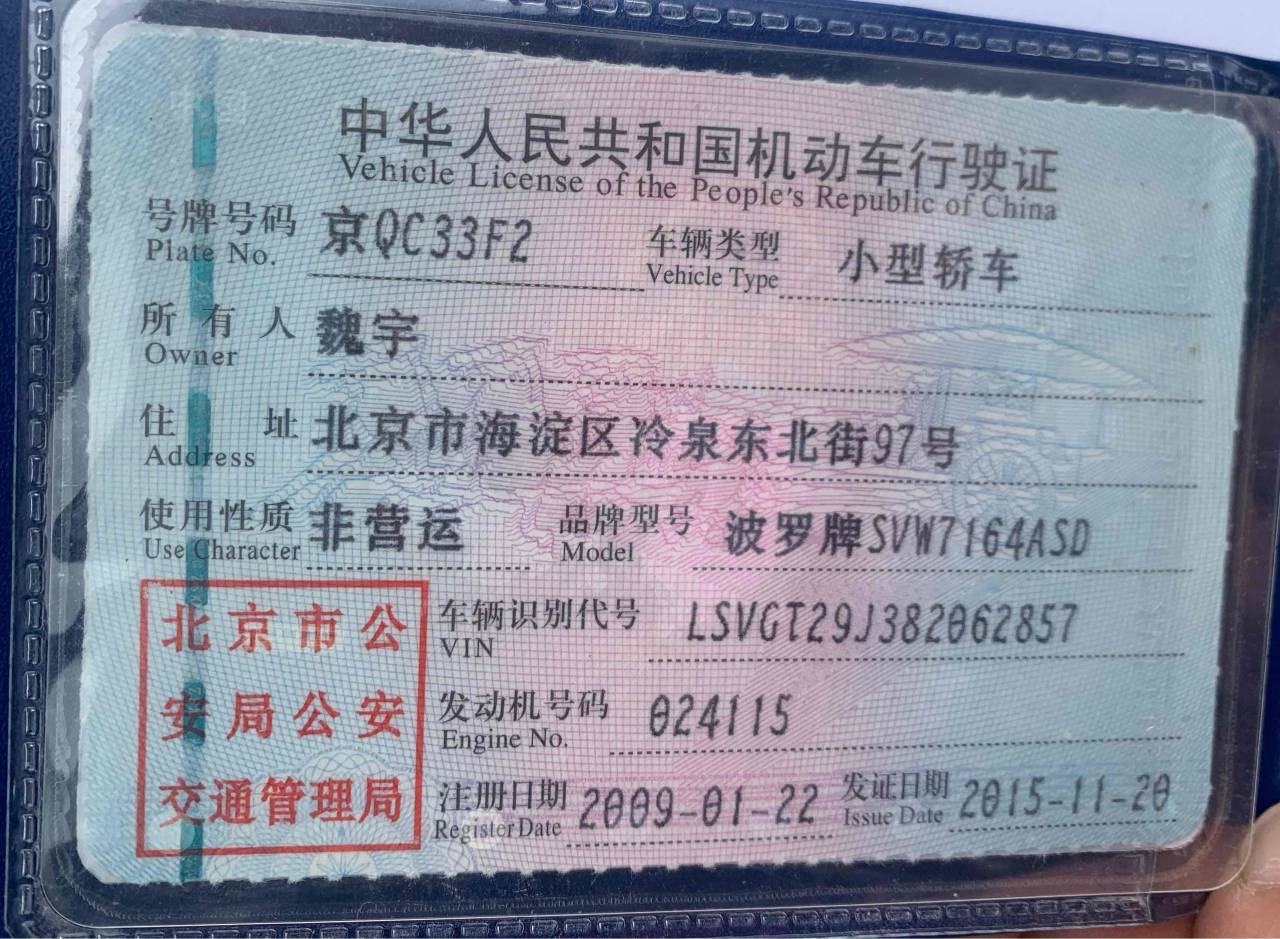 中华人民共和国机动车行驶证
Vehicle License of the People's Republic of China
号牌号码 京QC33F2 车辆类型 小型轿车
Plate No. Vehicle Type
所有人 魏宇
Owner
住址 北京市海淀区冷泉东北街97号
Address
使用性质 非营运 品牌型号 波罗牌SVW7164ASD
Use Character Model
北京市公
安局公安
交通管理局
车辆识别代号 LSVGT29J382062857
VIN
发动机号码 024115
Engine No.
注册日期 2009-01-22 发证日期 2015-11-20
Register Date Issue Date